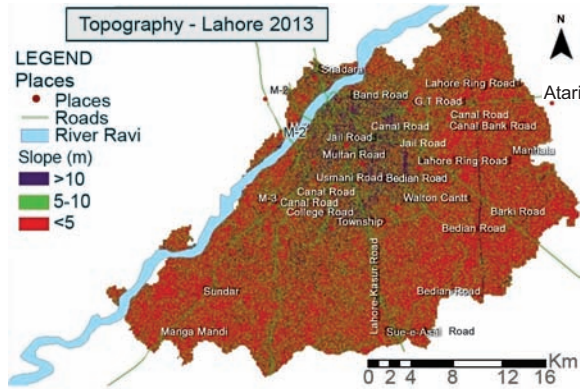 Topography - Lahore 2013
N
LEGEND
Places
Places
Roads
River Ravi
Slope (m)
>10
5-10
<5
Shadara
M-2
M-2
Band Road
Lahore Ring Road
G.T Road
Atari
Canal Road
Canal Road
Canal Bank Road
Jail Road
Jail Road
Manhala
Multan Road
Lahore Ring Road
Usmani Road
Bedian Road
M-3
Canal Road
Walton Cantt
Canal Road
College Road
Barki Road
Township
Bedian Road
Lahore-Kasur Road
Sundar
Bedian Road
Manga Mandi
Sue-e-Asal Road
Km
0 2 4 8 12 16